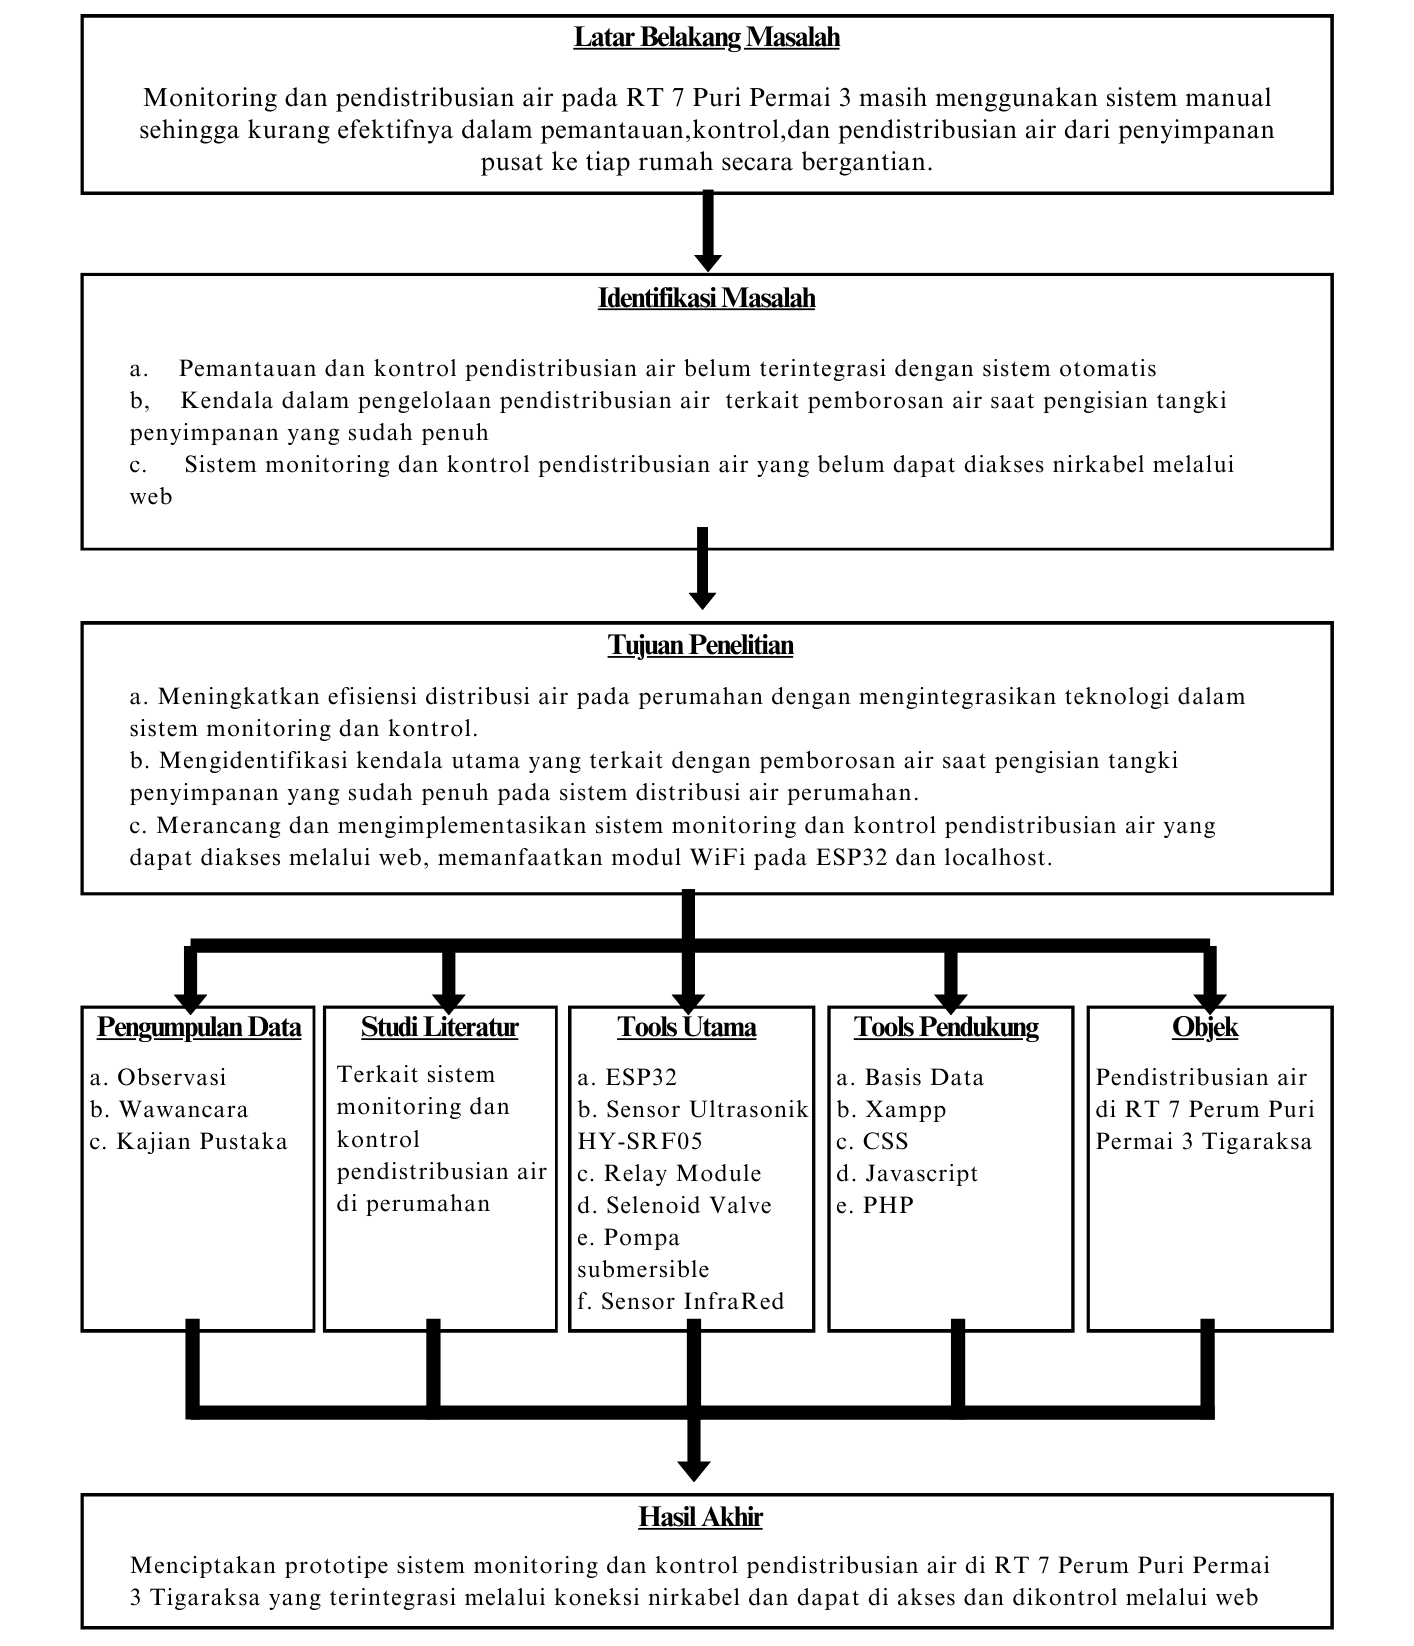 Latar Belakang Masalah
Monitoring dan pendistribusian air pada RT 7 Puri Permai 3 masih menggunakan sistem manual
sehingga kurang efektifnya dalam pemantauan,kontrol,dan pendistribusian air dari penyimpanan
pusat ke tiap rumah secara bergantian.
Identifikasi Masalah
a. Pemantauan dan kontrol pendistribusian air belum terintegrasi dengan sistem otomatis
b, Kendala dalam pengelolaan pendistribusian air terkait pemborosan air saat pengisian tangki
penyimpanan yang sudah penuh
c. Sistem monitoring dan kontrol pendistribusian air yang belum dapat diakses nirkabel melalui
web
Tujuan Penelitian
a. Meningkatkan efisiensi distribusi air pada perumahan dengan mengintegrasikan teknologi dalam
sistem monitoring dan kontrol.
b. Mengidentifikasi kendala utama yang terkait dengan pemborosan air saat pengisian tangki
penyimpanan yang sudah penuh pada sistem distribusi air perumahan.
c. Merancang dan mengimplementasikan sistem monitoring dan kontrol pendistribusian air yang
dapat diakses melalui web, memanfaatkan modul WiFi pada ESP32 dan localhost.
Pengumpulan Data
a. Observasi
b. Wawancara
c. Kajian Pustaka
Studi Literatur
Terkait sistem
monitoring dan
kontrol
pendistribusian air
di perumahan
Tools Utama
a. ESP32
b. Sensor Ultrasonik
HY-SRF05
c. Relay Module
d. Selenoid Valve
e. Pompa
submersible
f. Sensor InfraRed
Tools Pendukung
a. Basis Data
b. Xampp
c. CSS
d. Javascript
e. PHP
Objek
Pendistribusian air
di RT 7 Perum Puri
Permai 3 Tigaraksa
Hasil Akhir
Menciptakan prototipe sistem monitoring dan kontrol pendistribusian air di RT 7 Perum Puri Permai
3 Tigaraksa yang terintegrasi melalui koneksi nirkabel dan dapat di akses dan dikontrol melalui web